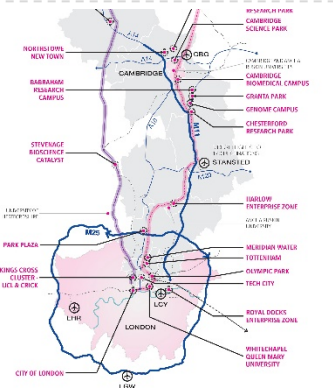 RESEARCH PARK
CAMBRIDGE
SCIENCE PARK
A14
NORTHSTOWE
NEW TOWN
CBG
CAMBRIDGE
CAMBRIDGE
BIOMEDICAL CAMPUS
BABRAHAM
RESEARCH
CAMPUS
GRANTA PARK
GENOME CAMPUS
M11
CHESTERFORD
RESEARCH PARK
STEVENAGE
BIOSCIENCE
CATALYST
STANSTED
HARLOW
ENTERPRISE ZONE
M25
PARK PLAZA
MERIDIAN WATER
TOTTENHAM
KINGS CROSS
CLUSTER
UCL & CRICK
OLYMPIC PARK
TECH CITY
LHR
LCY
LONDON
ROYAL DOCKS
ENTERPRISE ZONE
WHITECHAPEL
QUEEN MARY
UNIVERSITY
CITY OF LONDON
LGW